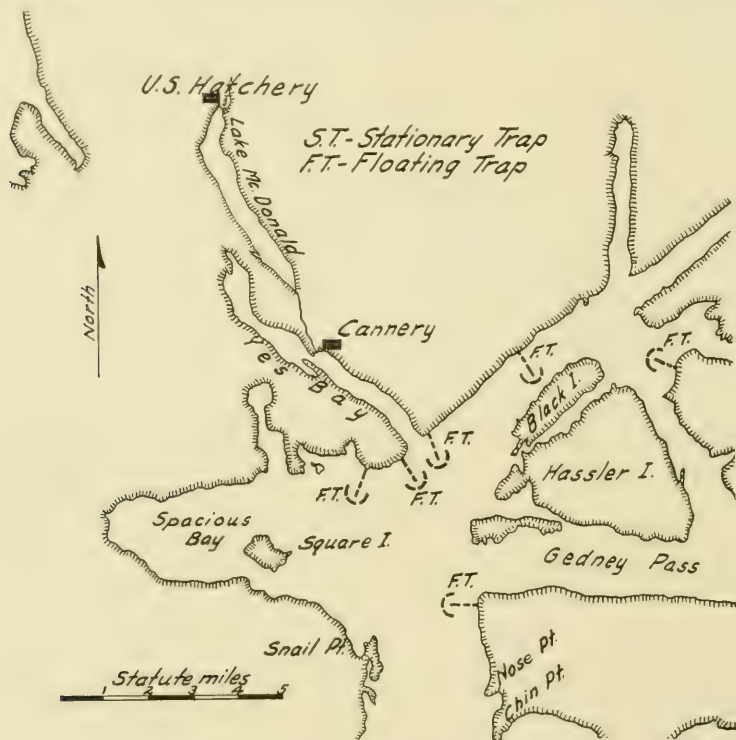 U.S. Hatchery
Lake Mc.Donald
S.T.-Stationary Trap
F.T.-Floating Trap
North
Cannery
Yes Bay
F.T.
F.T.
Black I.
F.T.
Hassler I.
F.T.
F.T.
Spacious
Bay
Square I.
Gedney Pass
F.T.
Snail Pt.
Nose Pt.
Chin Pt.
Statute miles
1 2 3 4 5